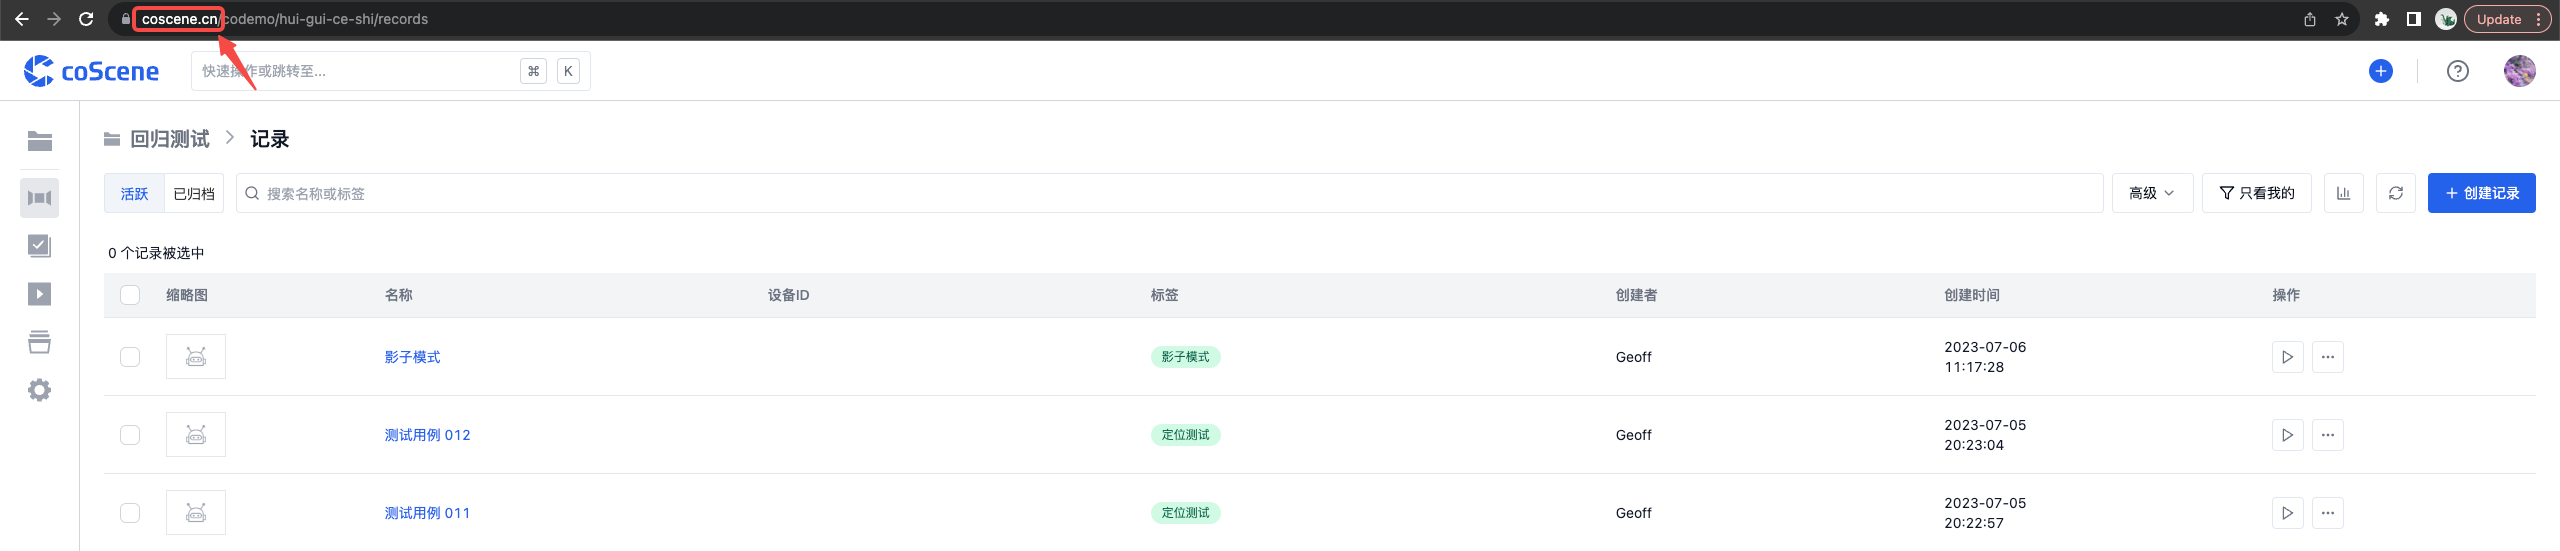 coscene.cn/codemo/hui-gui-ce-shi/records
Update
coScene
快速操作或跳转至...
⌘ K
回归测试 > 记录
活跃 已归档 搜索名称或标签 高级 只看我的 + 创建记录
0 个记录被选中
缩略图 名称 设备ID 标签 创建者 创建时间 操作
影子模式 影子模式 Geoff 2023-07-06
11:17:28
测试用例 012 定位测试 Geoff 2023-07-05
20:23:04
测试用例 011 定位测试 Geoff 2023-07-05
20:22:57